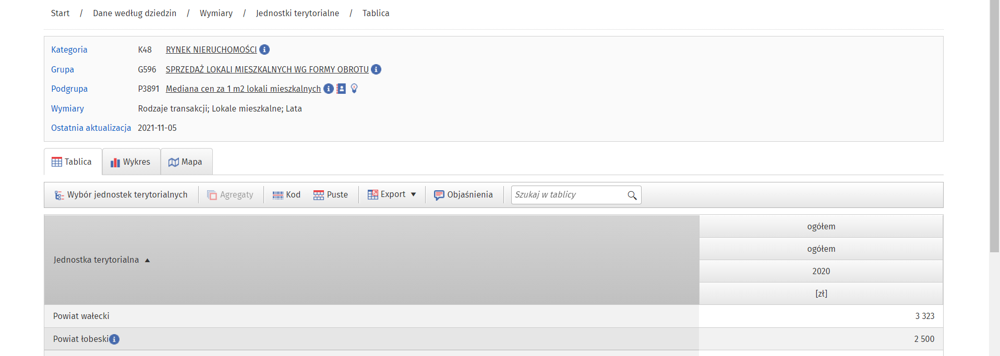 Start / Dane według dziedzin / Wymiary / Jednostki terytorialne / Tablica
Kategoria K48 RYNEK NIERUCHOMOŚCI
Grupa G596 SPRZEDAŻ LOKALI MIESZKALNYCH WG FORMY OBROTU
Podgrupa P3891 Mediana cen za 1 m2 lokali mieszkalnych
Wymiary Rodzaje transakcji; Lokale mieszkalne; Lata
Ostatnia aktualizacja 2021-11-05
Tablica Wykres Mapa
Wybór jednostek terytorialnych Agregaty Kod Puste Export Objaśnienia Szukaj w tablicy
Jednostka terytorialna
ogółem
ogółem
2020
[zł]
Powiat wałecki 3 323
Powiat łobeski 2 500